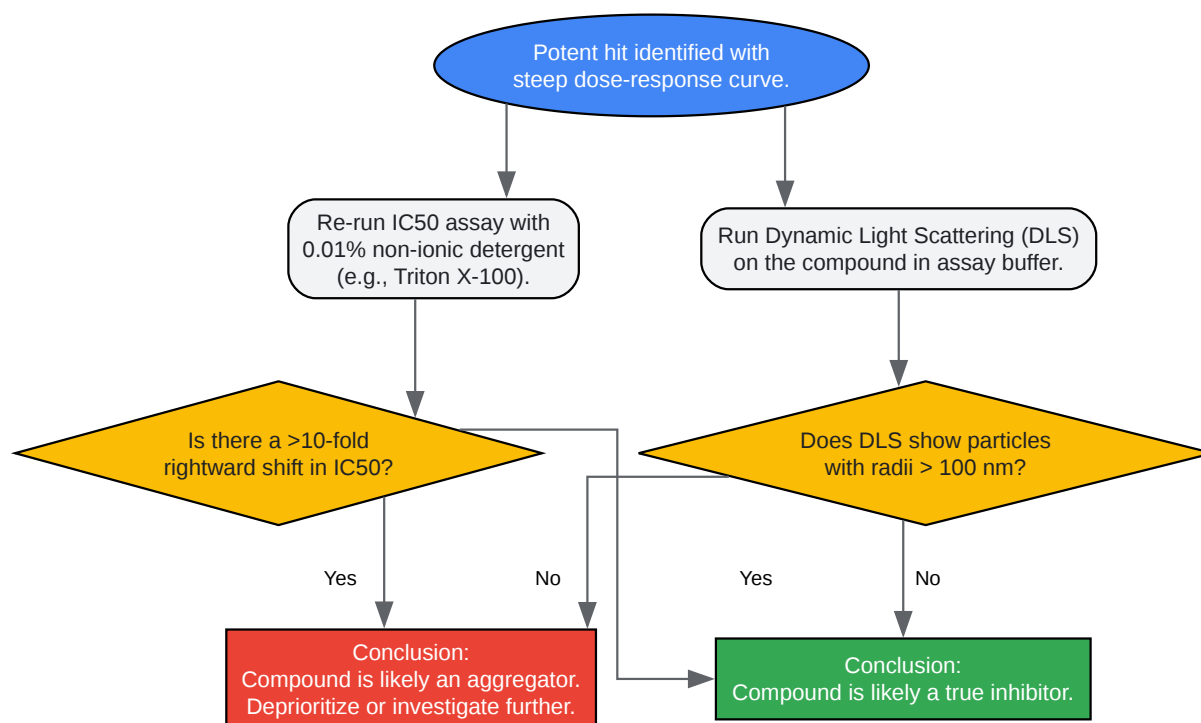 Potent hit identified with
steep dose-response curve.
Re-run IC50 assay with
0.01% non-ionic detergent
(e.g., Triton X-100).
Run Dynamic Light Scattering (DLS)
on the compound in assay buffer.
Is there a >10-fold
rightward shift in IC50?
Does DLS show particles
with radii > 100 nm?
Yes
No
Yes
No
Conclusion:
Compound is likely an aggregator.
Deprioritize or investigate further.
Conclusion:
Compound is likely a true inhibitor.